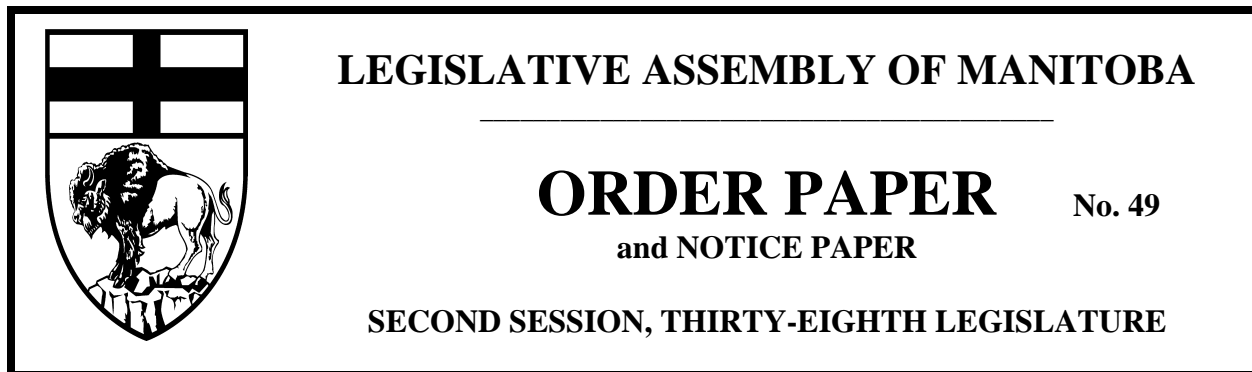 LEGISLATIVE ASSEMBLY OF MANITOBA
ORDER PAPER No. 49
and NOTICE PAPER
SECOND SESSION, THIRTY-EIGHTH LEGISLATURE